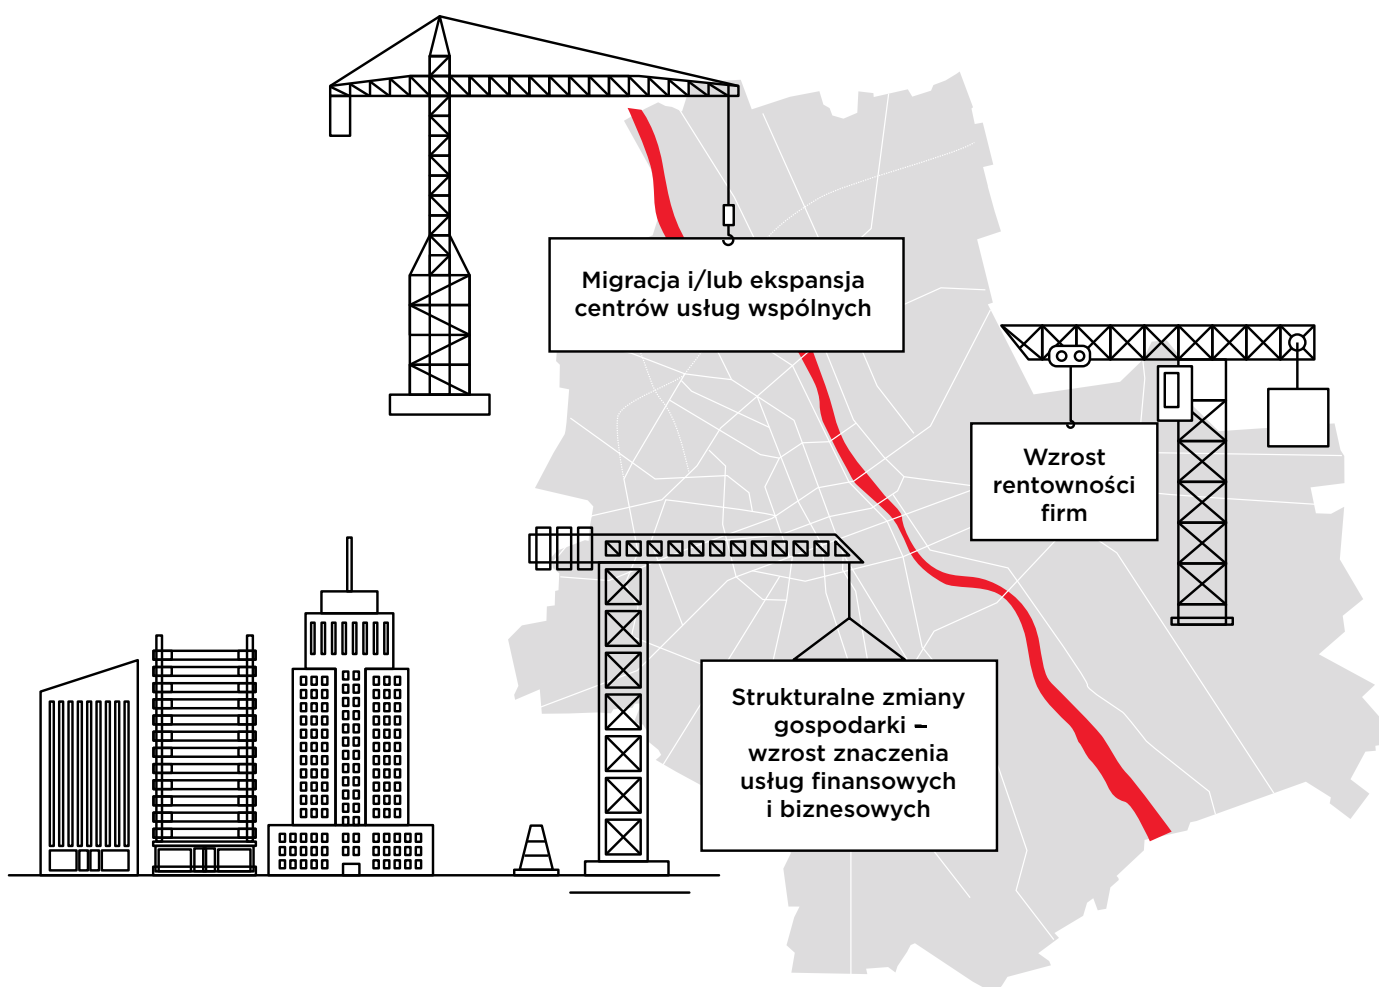 Migracja i/lub ekspansja
centrów usług wspólnych
Wzrost
rentowności
firm
Strukturalne zmiany
gospodarki –
wzrost znaczenia
usług finansowych
i biznesowych